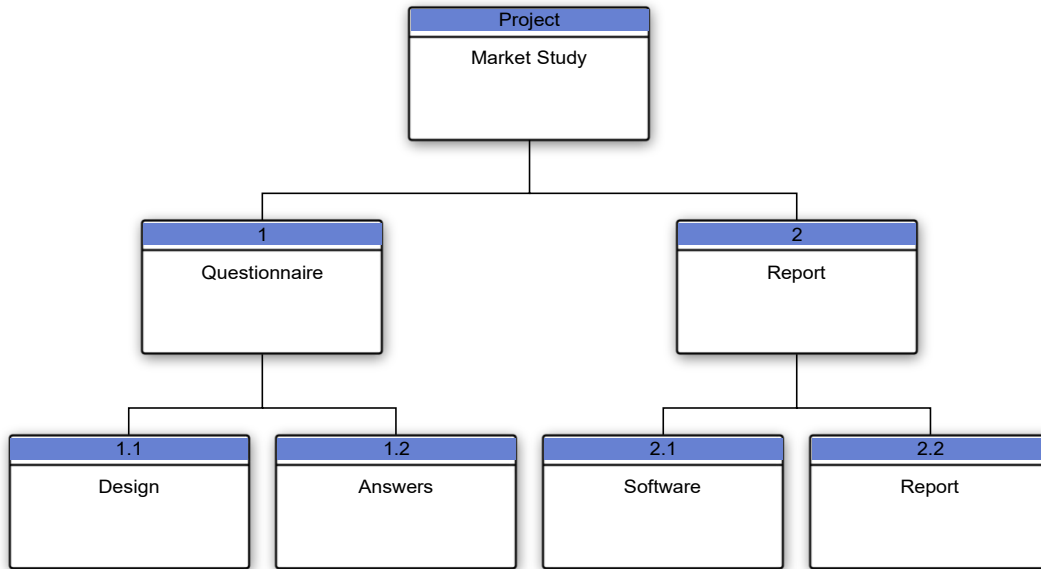 Project
Market Study
1
Questionnaire
2
Report
1.1
Design
1.2
Answers
2.1
Software
2.2
Report